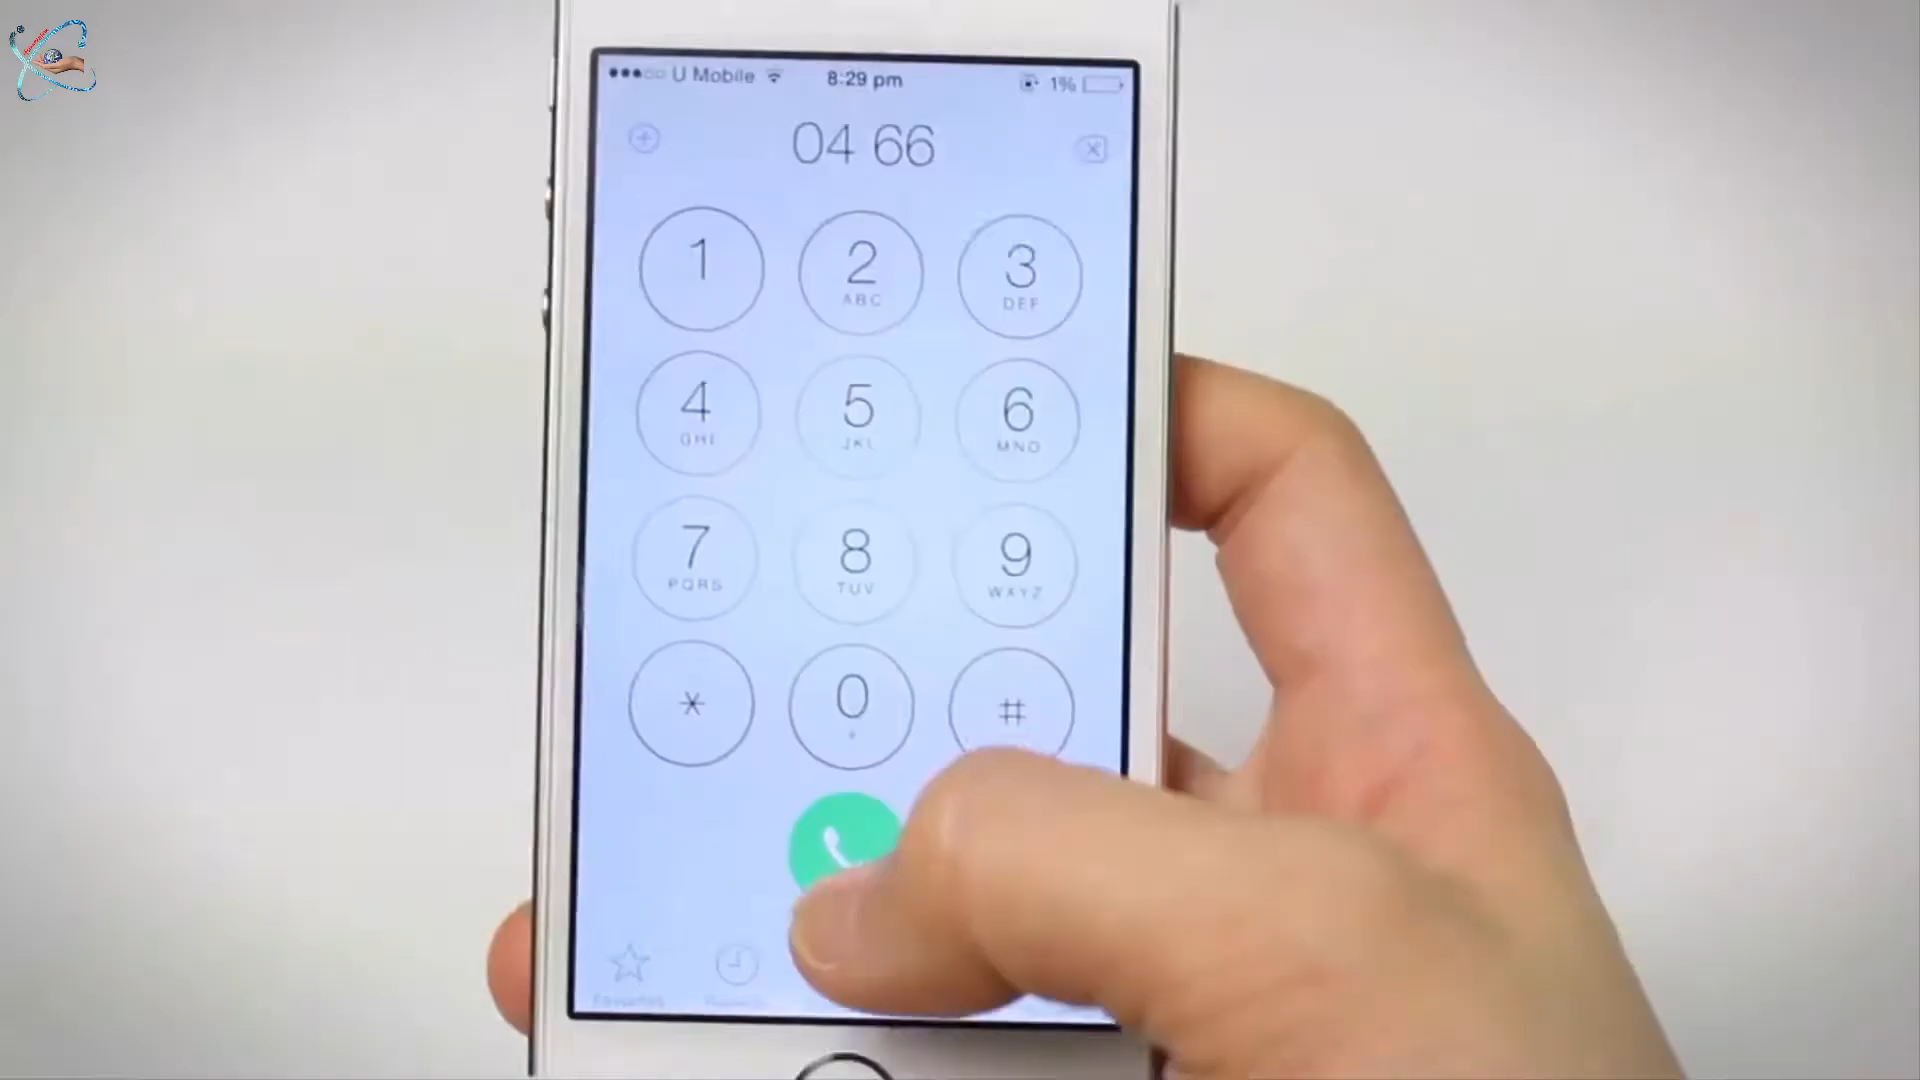 U Mobile 8:29 pm 1%
04 66
1 2 3
ABC DEF
4 5 6
GHI JKL MNO
7 8 9
PQRS TUV WXYZ
* 0 #
Favourites